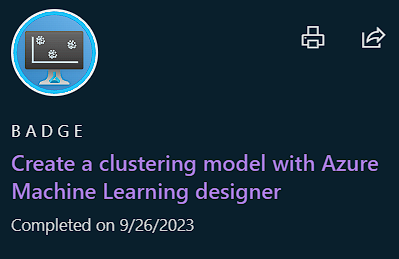 BADGE
Create a clustering model with Azure
Machine Learning designer
Completed on 9/26/2023